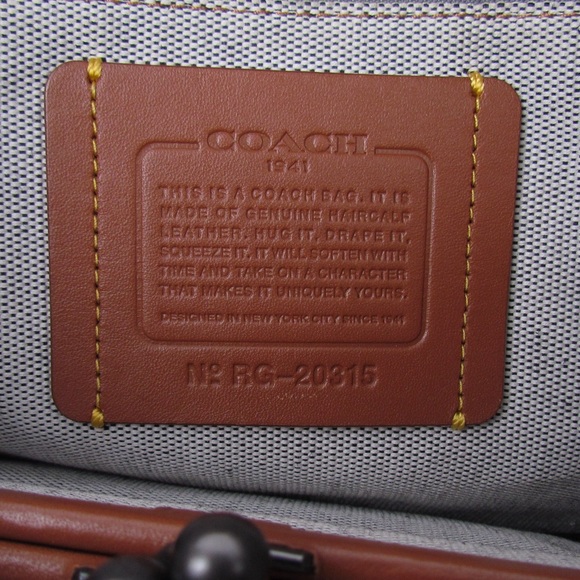 COACH
1941
THIS IS A COACH BAG. IT IS
MADE OF GENUINE HAIRCALF
LEATHER. HUG IT, DRAPE IT,
SQUEEZE IT. IT WILL SOFTEN WITH
TIME AND TAKE ON A CHARACTER
THAT MAKES IT UNIQUELY YOURS.
DESIGNED IN NEW YORK CITY SINCE 1941
Nº RG-20315